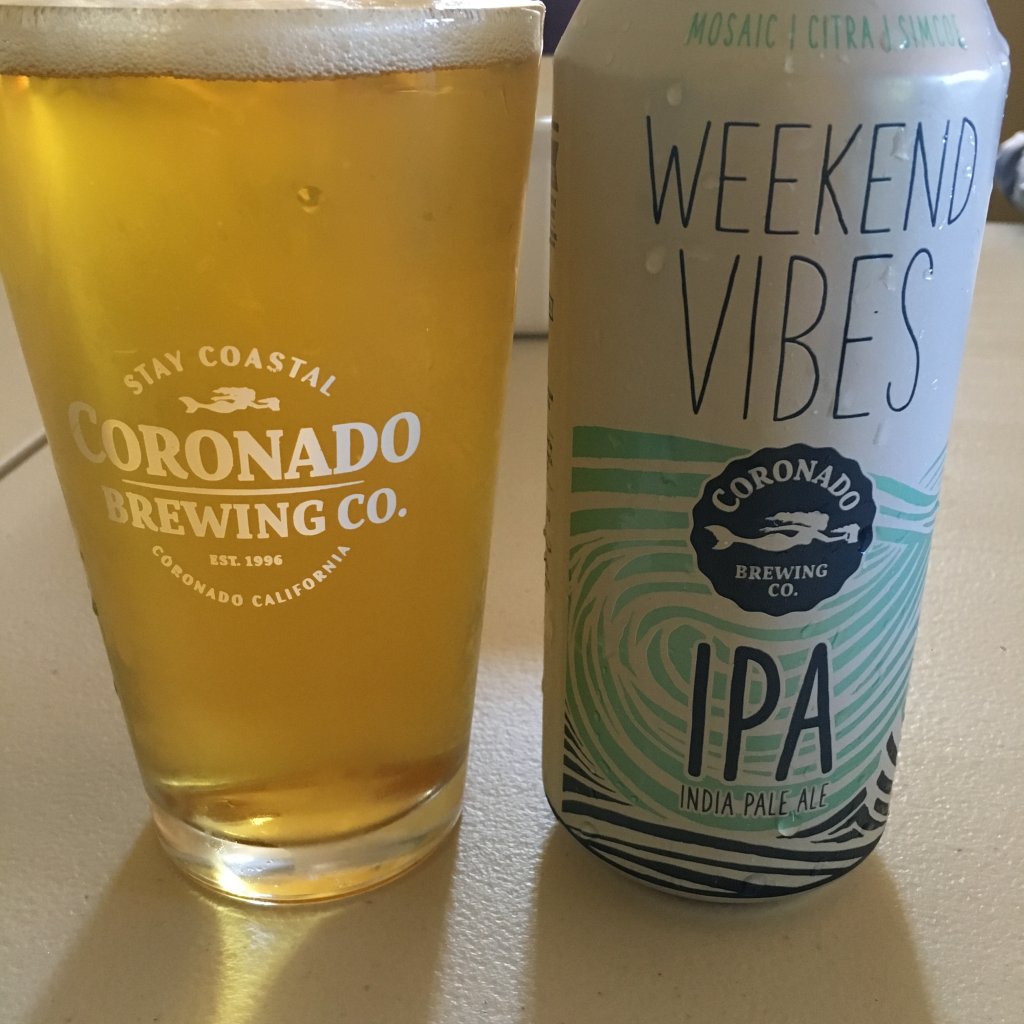 STAY COASTAL
CORONADO
BREWING CO.
EST. 1996
CORONADO CALIFORNIA
MOSAIC | CITRA | SIMCOE
WEEKEND
VIBES
CORONADO
BREWING
CO.
IPA
INDIA PALE ALE